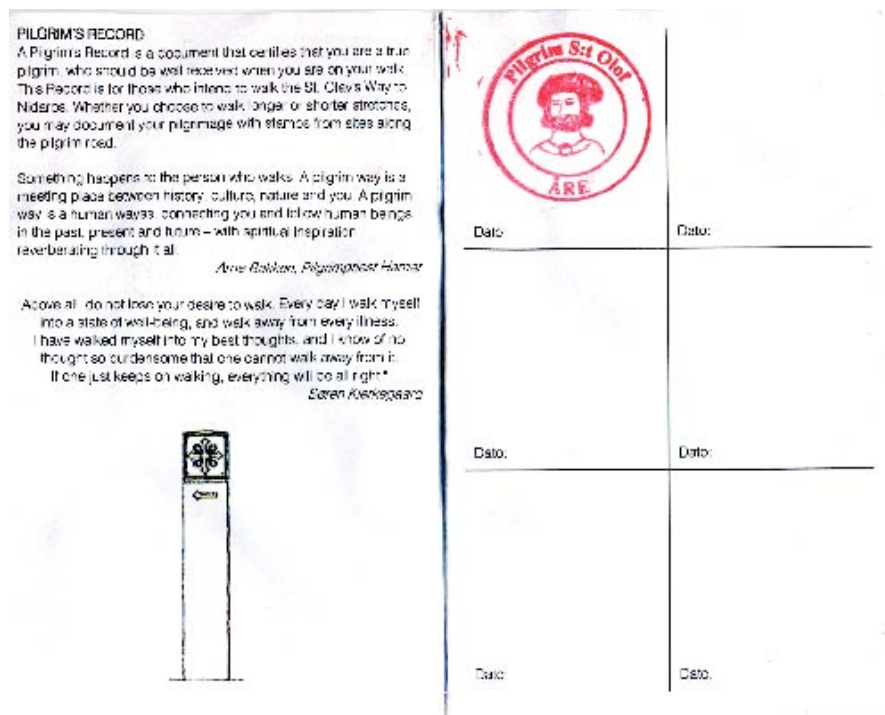 PILGRIM'S RECORD
A Pilgrim's Record is a document that certifies that you are a true
pilgrim, who should be well received when you are on your walk.
This Record is for those who intend to walk the St. Olav's Way to
Nidaros. Whether you choose to walk longer or shorter stretches,
you may document your pilgrimage with stamps from sites along
the pilgrim road.
Something happens to the person who walks. A pilgrim way is a
meeting place between history, culture, nature and you. A pilgrim
way is a human connecting you and fellow human beings
in the past, present and future – with spiritual inspiration
reverberating through it all.
Arne Bakken, Pilgrimpriest Hamar
Above all, do not lose your desire to walk. Every day I walk myself
into a state of well-being, and walk away from every illness.
I have walked myself into my best thoughts, and I know of no
thought so burdensome that one cannot walk away from it.
If one just keeps on walking, everything will be all right."
Søren Kierkegaard
Pilgrim S:t Olof
ÅRE
Dato:
Dato:
Dato:
Dato:
Dato:
Dato: